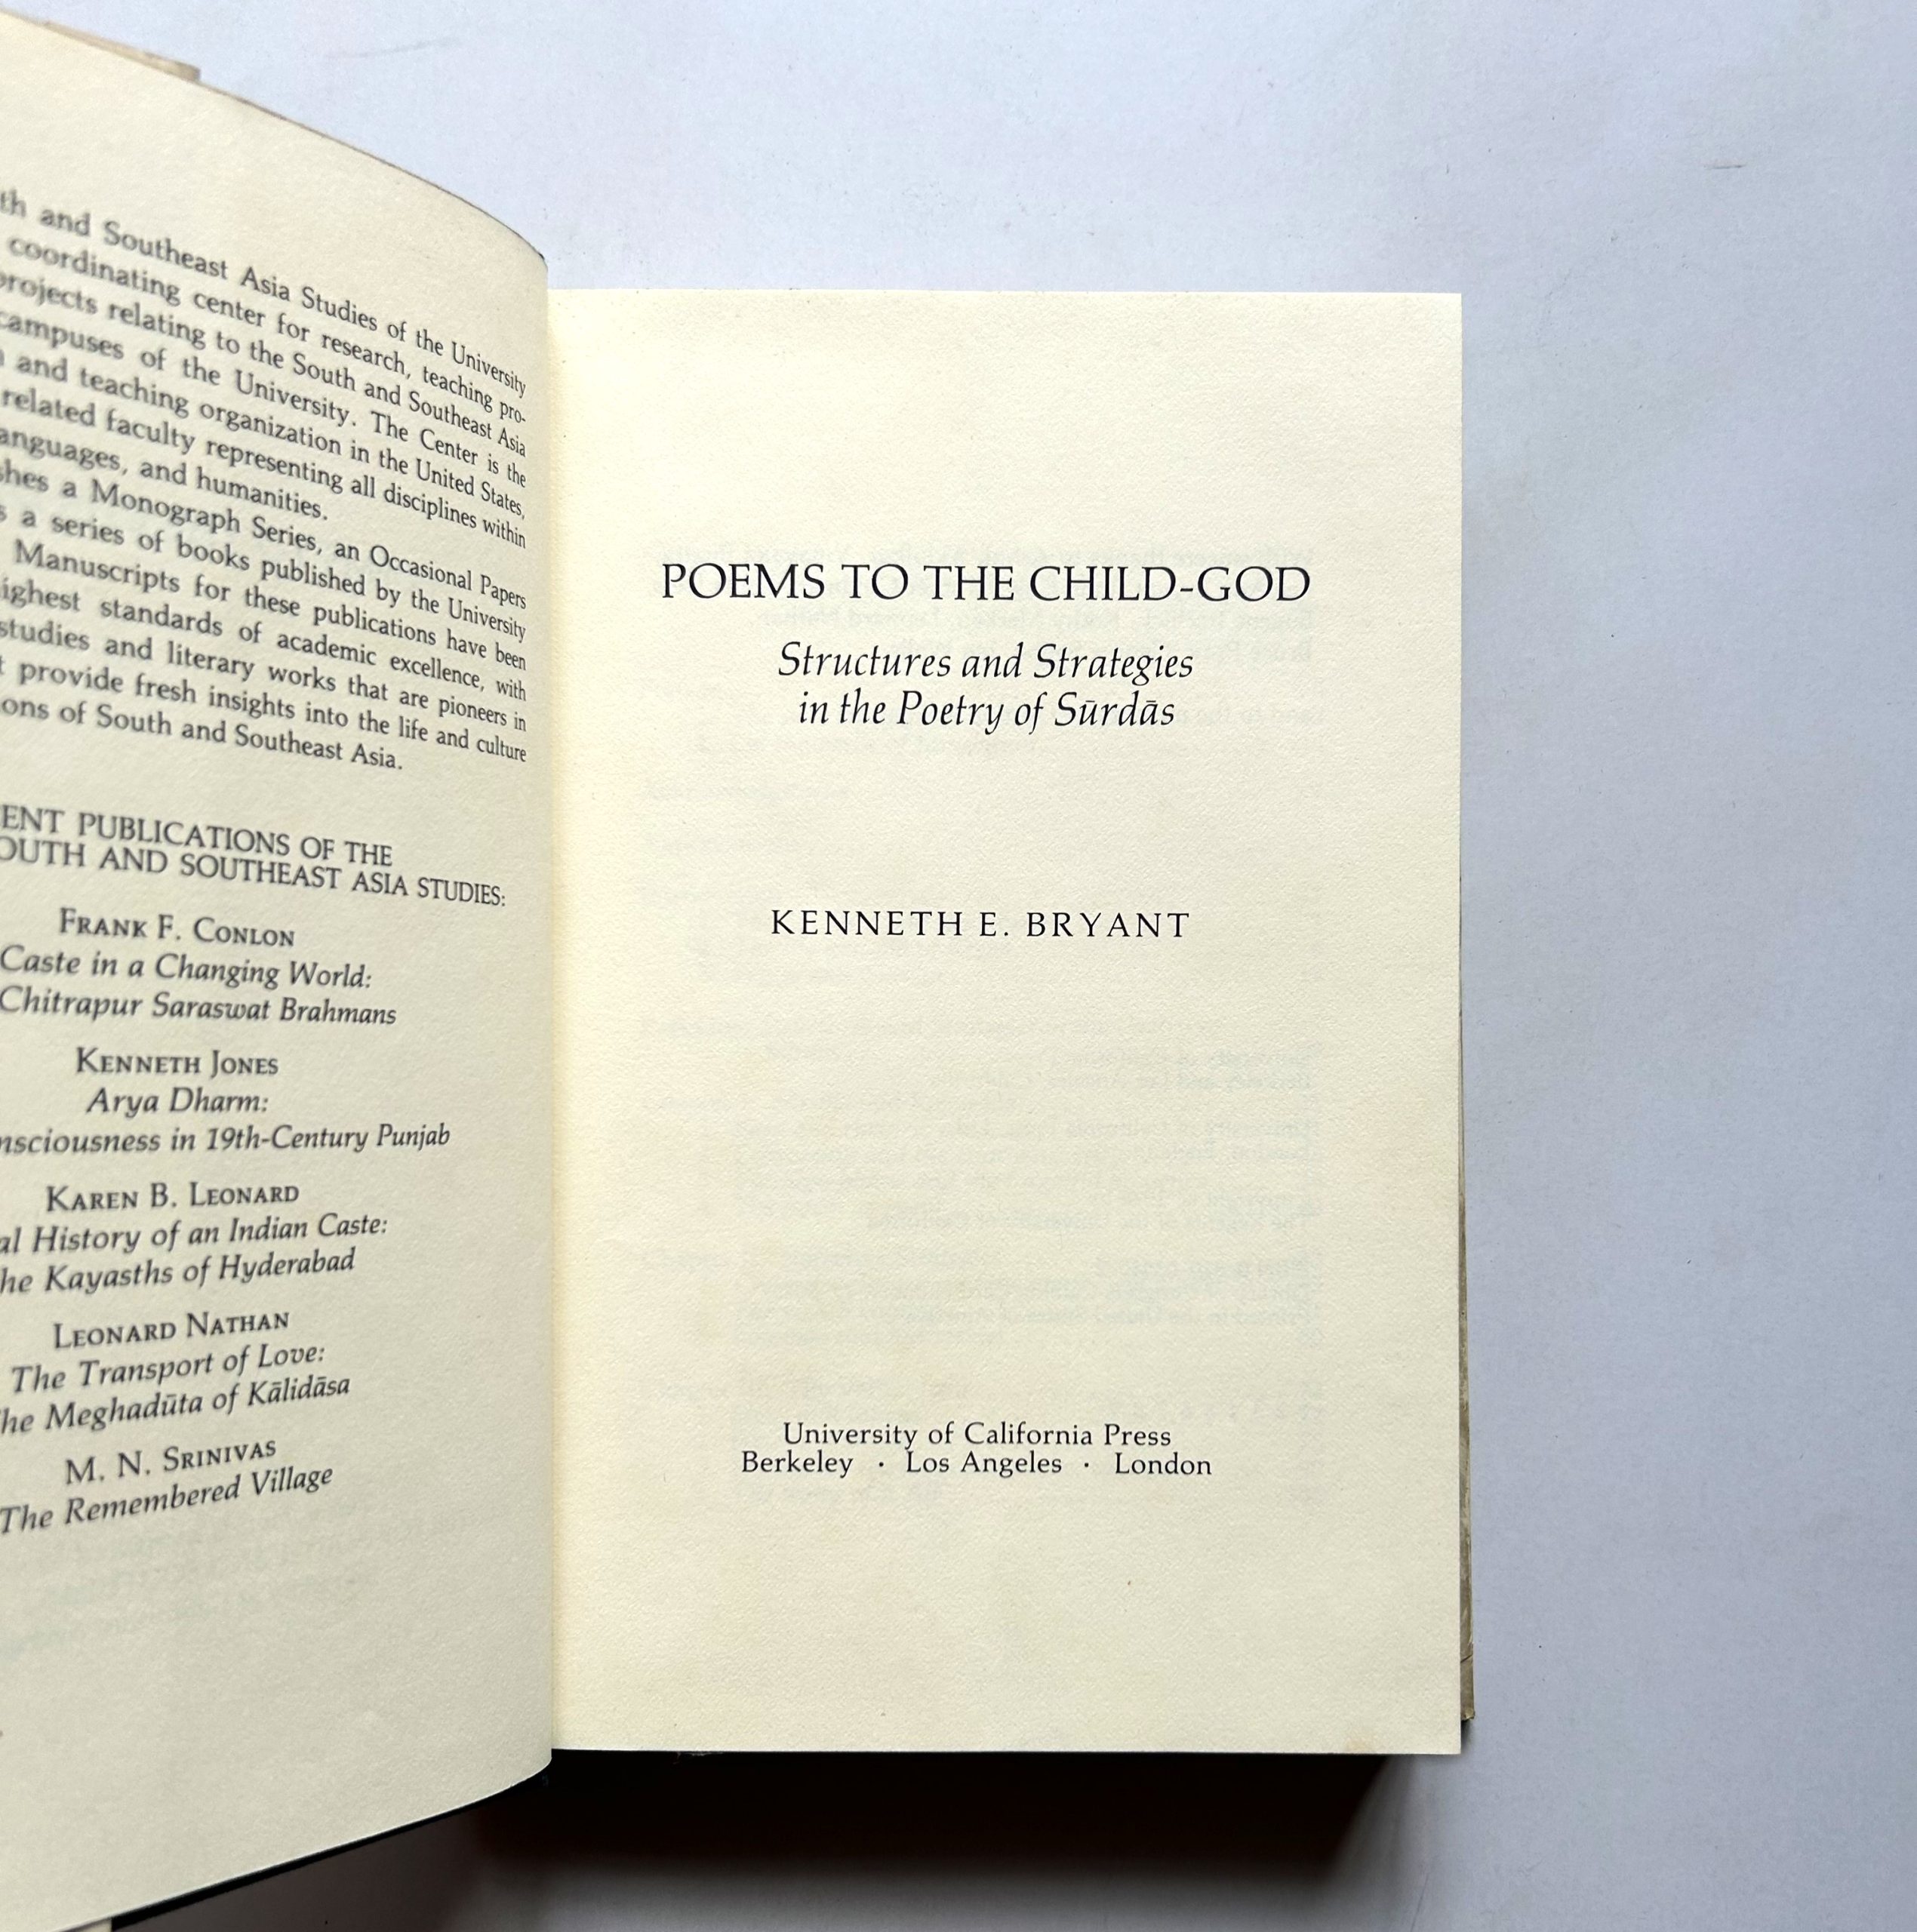 th and Southeast Asia Studies of the University
coordinating center for research, teaching pro-
projects relating to the South and Southeast Asia
campuses of the University. The Center is the
and teaching organization in the United States,
related faculty representing all disciplines within
anguages, and humanities.
shes a Monograph Series, an Occasional Papers
s a series of books published by the University
Manuscripts for these publications have been
ighest standards of academic excellence, with
studies and literary works that are pioneers in
t provide fresh insights into the life and culture
ons of South and Southeast Asia.
ENT PUBLICATIONS OF THE
OUTH AND SOUTHEAST ASIA STUDIES:
FRANK F. CONLON
Caste in a Changing World:
Chitrapur Saraswat Brahmans
KENNETH JONES
Arya Dharm:
nsciousness in 19th-Century Punjab
KAREN B. LEONARD
al History of an Indian Caste:
he Kayasths of Hyderabad
LEONARD NATHAN
The Transport of Love:
he Meghadūta of Kālidāsa
M. N. SRINIVAS
The Remembered Village
POEMS TO THE CHILD-GOD
Structures and Strategies
in the Poetry of Sūrdās
KENNETH E. BRYANT
University of California Press
Berkeley · Los Angeles · London